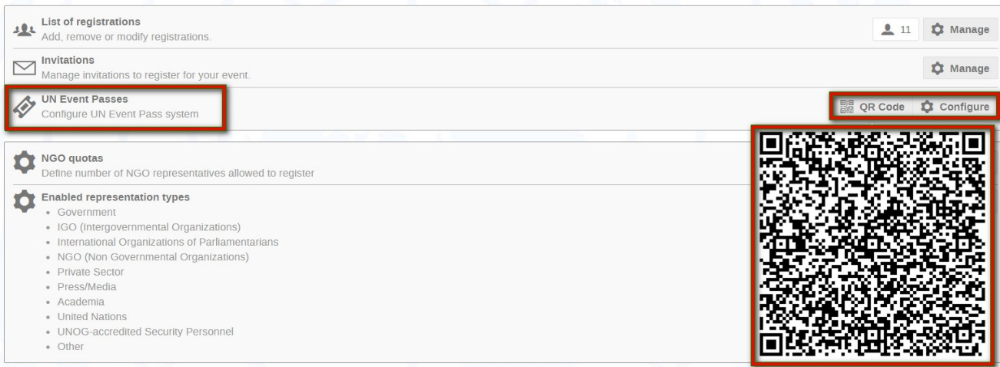 List of registrations
Add, remove or modify registrations.
11
Manage
Invitations
Manage invitations to register for your event.
Manage
UN Event Passes
Configure UN Event Pass system
QR Code
Configure
NGO quotas
Define number of NGO representatives allowed to register
Enabled representation types
• Government
• IGO (Intergovernmental Organizations)
• International Organizations of Parliamentarians
• NGO (Non Governmental Organizations)
• Private Sector
• Press/Media
• Academia
• United Nations
• UNOG-accredited Security Personnel
• Other